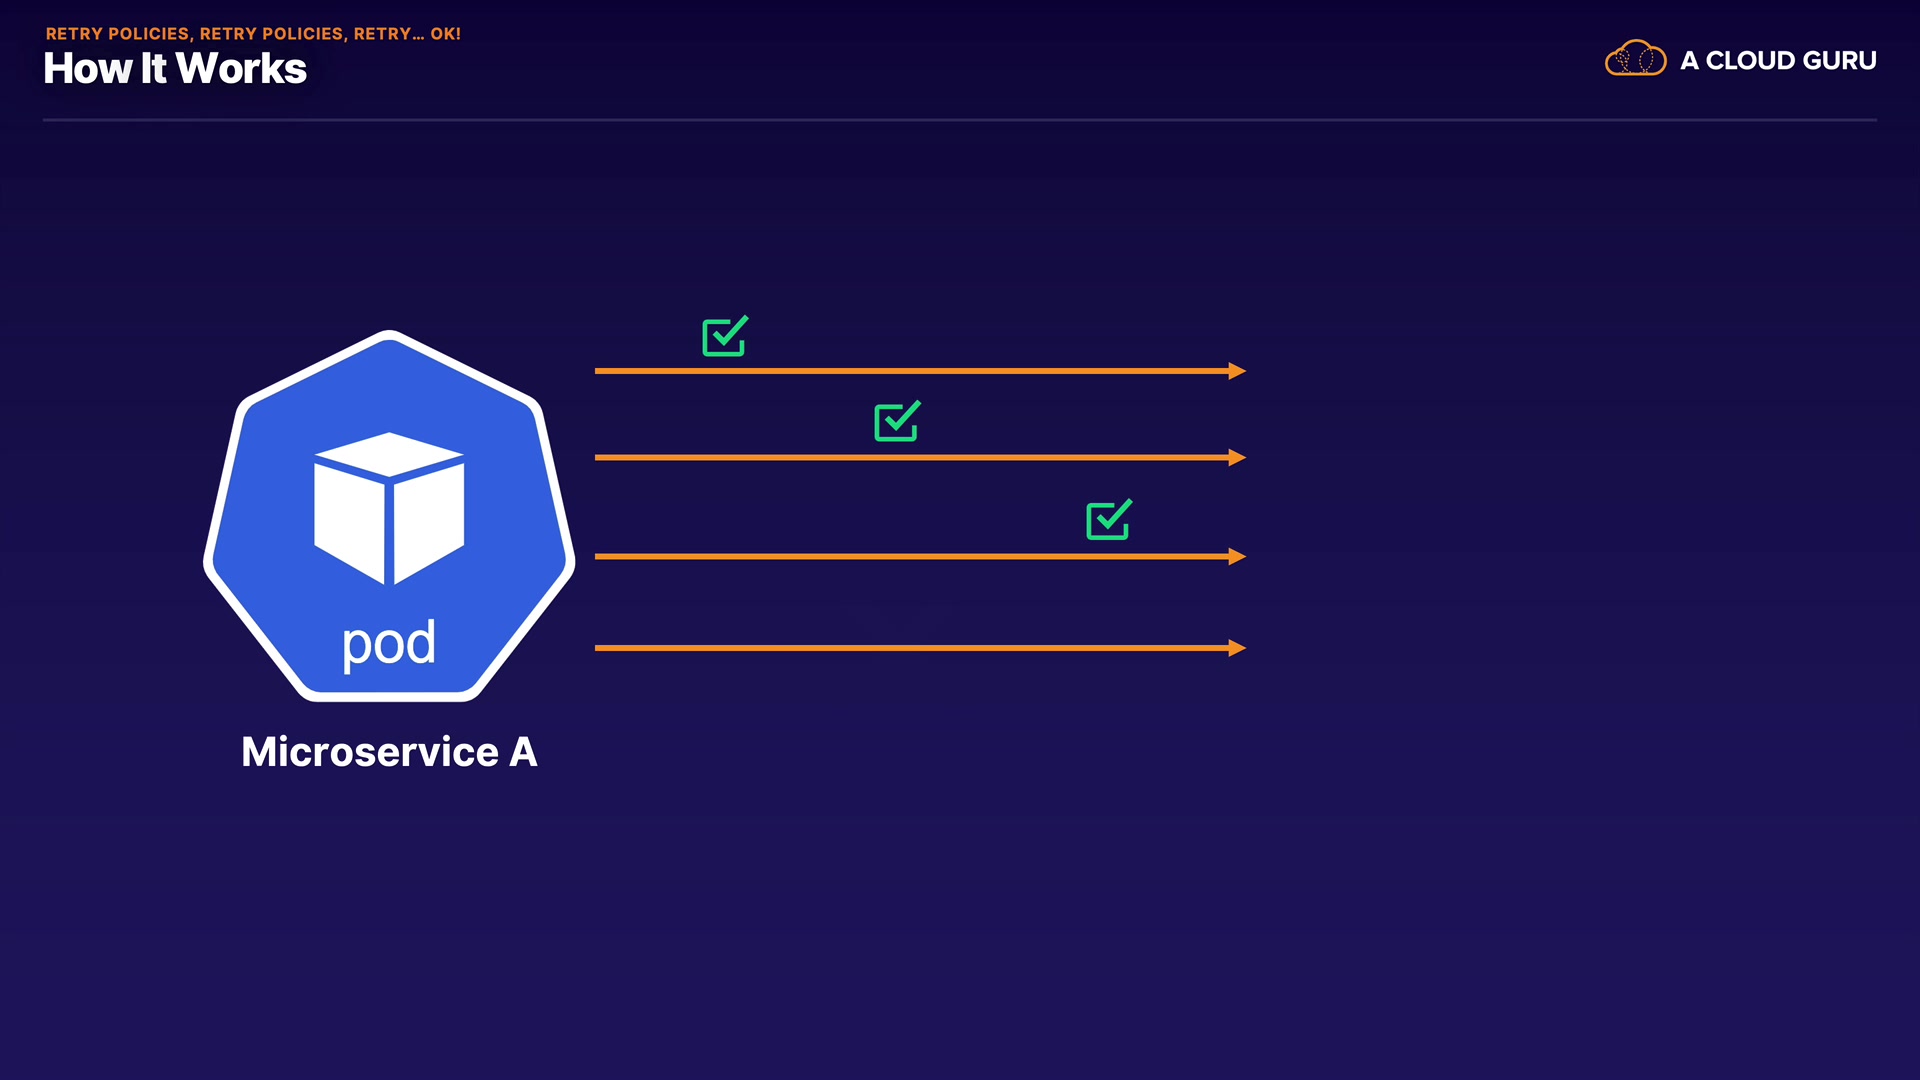 RETRY POLICIES, RETRY POLICIES, RETRY… OK!
How It Works
A CLOUD GURU
pod
Microservice A